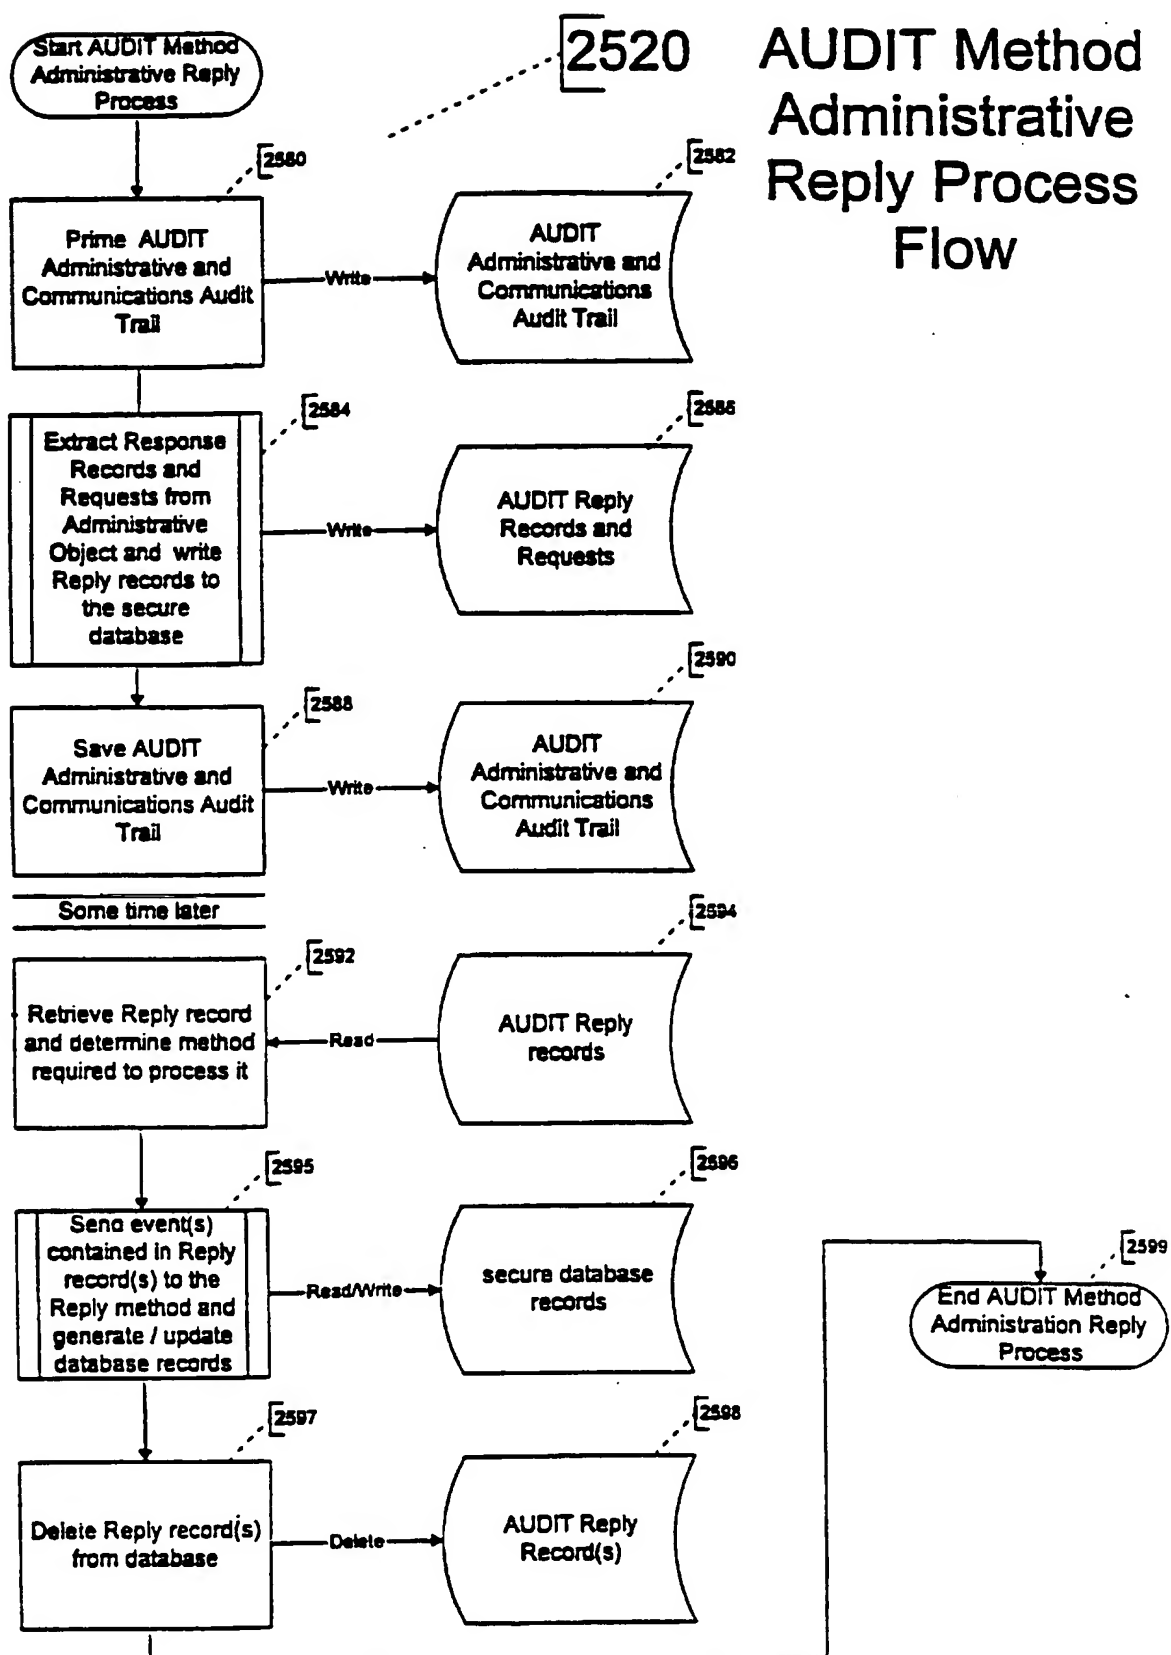 2520
AUDIT Method
Administrative
Reply Process
Flow
Start AUDIT Method
Administrative Reply
Process
2580
Prime AUDIT
Administrative and
Communications Audit
Trail
Write
2582
AUDIT
Administrative and
Communications
Audit Trail
2584
Extract Response
Records and
Requests from
Administrative
Object and write
Reply records to
the secure
database
Write
2586
AUDIT Reply
Records and
Requests
2588
Save AUDIT
Administrative and
Communications Audit
Trail
Write
2590
AUDIT
Administrative and
Communications
Audit Trail
Some time later
2592
Retrieve Reply record
and determine method
required to process it
Read
2594
AUDIT Reply
records
2595
Send event(s)
contained in Reply
record(s) to the
Reply method and
generate / update
database records
Read/Write
2596
secure database
records
2597
Delete Reply record(s)
from database
Delete
2598
AUDIT Reply
Record(s)
2599
End AUDIT Method
Administration Reply
Process